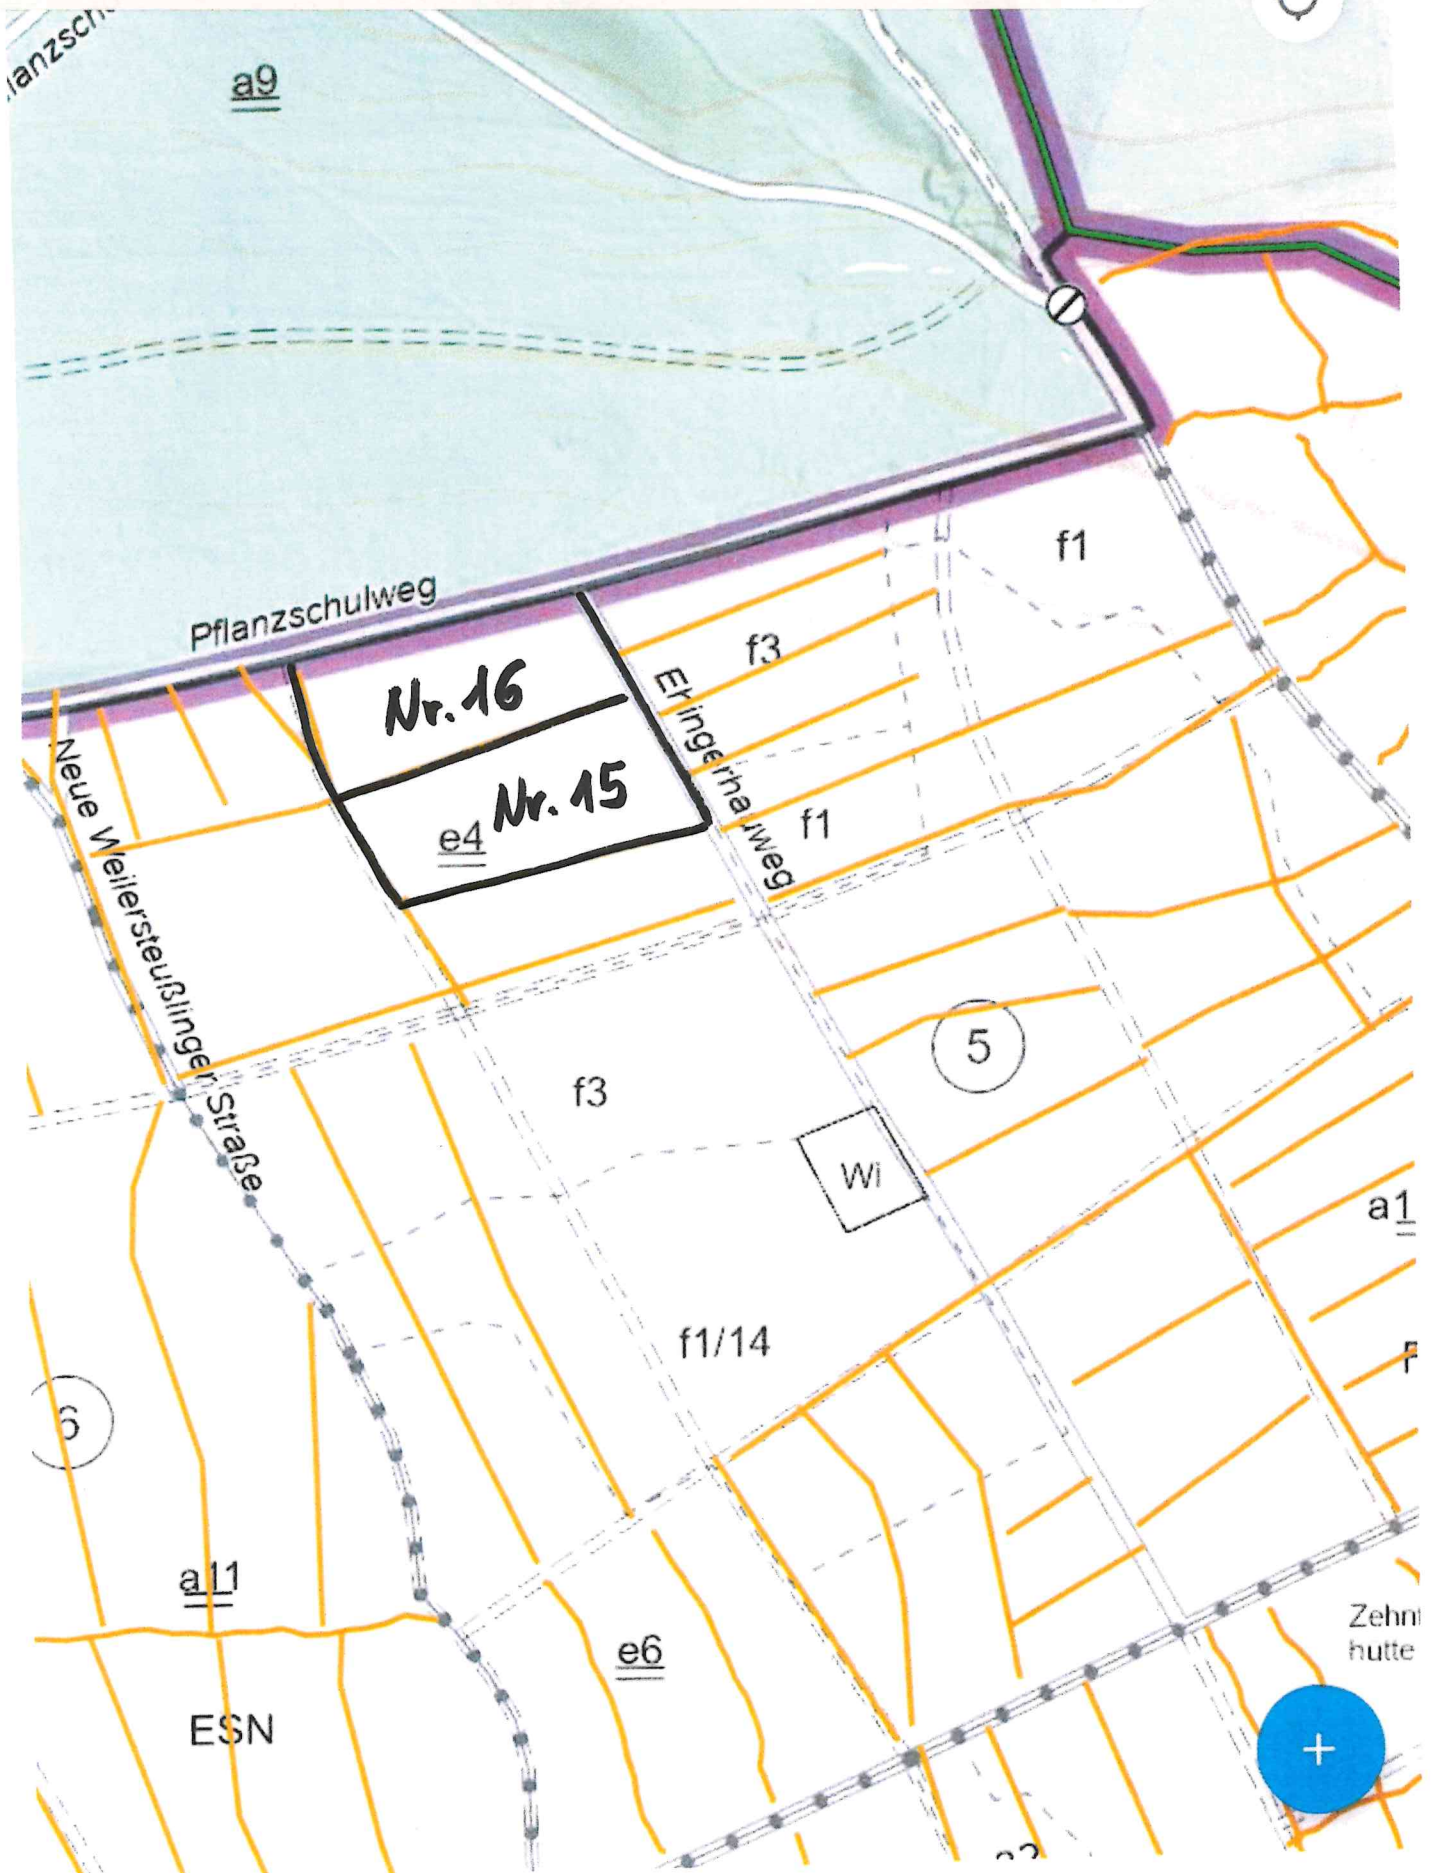 a9
f1
Pflanzschulweg
f3
Nr. 16
Nr. 15
e4
f1
Neue Weilersteußlinger Straße
5
f3
Wi
a1
f1/14
6
a11
e6
Zehnt
hütte
ESN
+